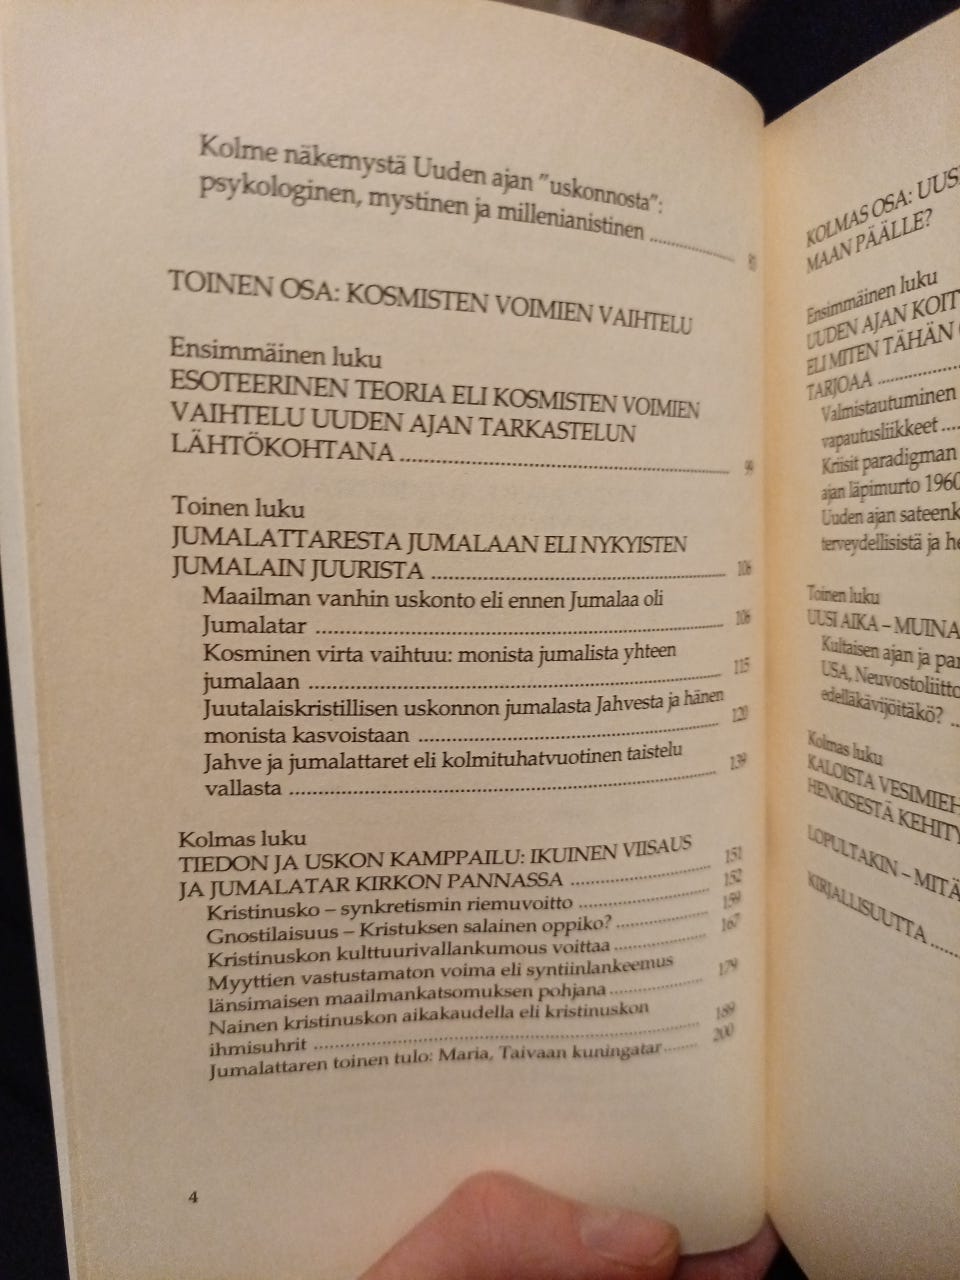 Kolme näkemystä Uuden ajan "uskonnosta":
psykologinen, mystinen ja millenianistinen ..........
TOINEN OSA: KOSMISTEN VOIMIEN VAIHTELU
Ensimmäinen luku
ESOTEERINEN TEORIA ELI KOSMISTEN VOIMIEN
VAIHTELU UUDEN AJAN TARKASTELUN
LÄHTÖKOHTANA .......... 99
Toinen luku
JUMALATTARESTA JUMALAAN ELI NYKYISTEN
JUMALAIN JUURISTA .......... 106
Maailman vanhin uskonto eli ennen Jumalaa oli
Jumalatar .......... 106
Kosminen virta vaihtuu: monista jumalista yhteen
jumalaan .......... 115
Juutalaiskristillisen uskonnon jumalasta Jahvesta ja hänen
monista kasvoistaan .......... 120
Jahve ja jumalattaret eli kolmituhatvuotinen taistelu
vallasta .......... 139
Kolmas luku
TIEDON JA USKON KAMPPAILU: IKUINEN VIISAUS
JA JUMALATAR KIRKON PANNASSA .......... 151
Kristinusko – synkretismin riemuvoitto .......... 152
Gnostilaisuus – Kristuksen salainen oppiko? .......... 159
Kristinuskon kulttuurivallankumous voittaa .......... 167
Myyttien vastustamaton voima eli syntiinlankeemus
länsimaisen maailmankatsomuksen pohjana .......... 179
Nainen kristinuskon aikakaudella eli kristinuskon
ihmisuhrit .......... 189
Jumalattaren toinen tulo: Maria, Taivaan kuningatar .......... 200
4
KOLMAS OSA: UUSI
MAAN PÄÄLLE?
Ensimmäinen luku
UUDEN AJAN KOIT
ELI MITEN TÄHÄN
TARJOAA ..........
Valmistautuminen
vapautusliikkeet ....
Kriisit paradigman
ajan läpimurto 1960
Uuden ajan sateenk
terveydellisistä ja he
Toinen luku
UUSI AIKA – MUINA
Kultaisen ajan ja par
USA, Neuvostoliitto
edelläkävijöitäkö? ..
Kolmas luku
KALOISTA VESIMIEH
HENKISESTÄ KEHITY
LOPULTAKIN – MITÄ
KIRJALLISUUTTA ......